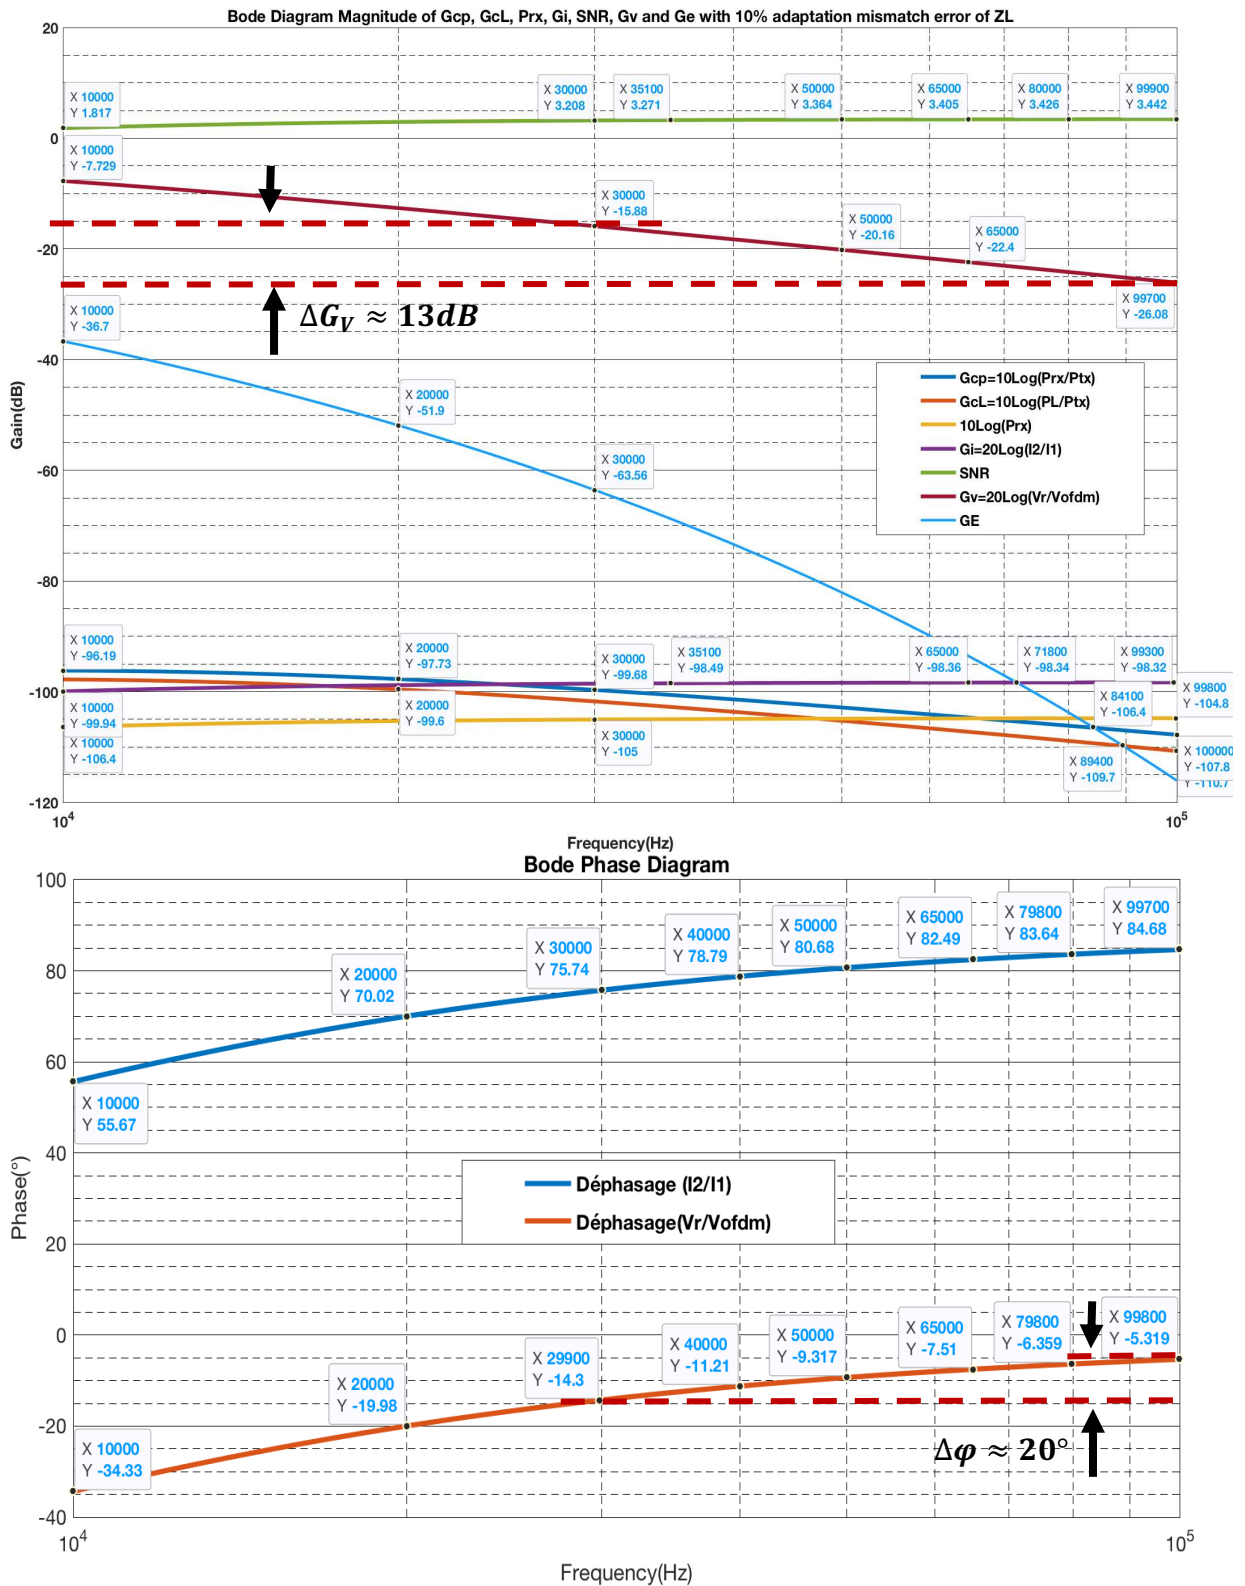 Bode Diagram Magnitude of Gcp, GcL, Prx, Gi, SNR, Gv and Ge with 10% adaptation mismatch error of ZL
20
0
-20
-40
-60
-80
-100
-120
Gain(dB)
X 10000
Y 1.817
X 30000
Y 3.208
X 35100
Y 3.271
X 50000
Y 3.364
X 65000
Y 3.405
X 80000
Y 3.426
X 99900
Y 3.442
X 10000
Y -7.729
X 30000
Y -15.88
X 50000
Y -20.16
X 65000
Y -22.4
X 99700
Y -26.08
ΔG_V ≈ 13dB
X 10000
Y -36.7
X 20000
Y -51.9
X 30000
Y -63.56
Gcp=10Log(Prx/Ptx)
GcL=10Log(PL/Ptx)
10Log(Prx)
Gi=20Log(I2/I1)
SNR
Gv=20Log(Vr/Vofdm)
GE
X 10000
Y -96.19
X 20000
Y -97.73
X 30000
Y -99.68
X 35100
Y -98.49
X 65000
Y -98.36
X 71800
Y -98.34
X 99300
Y -98.32
X 99800
Y -104.8
X 10000
Y -99.94
X 10000
Y -106.4
X 20000
Y -99.6
X 30000
Y -105
X 84100
Y -106.4
X 89400
Y -109.7
X 100000
Y -107.8
Y -110.7
10^4
10^5
Frequency(Hz)
Bode Phase Diagram
100
80
60
40
20
0
-20
-40
Phase(°)
X 10000
Y 55.67
X 20000
Y 70.02
X 30000
Y 75.74
X 40000
Y 78.79
X 50000
Y 80.68
X 65000
Y 82.49
X 79800
Y 83.64
X 99700
Y 84.68
Déphasage (I2/I1)
Déphasage(Vr/Vofdm)
X 10000
Y -34.33
X 20000
Y -19.98
X 29900
Y -14.3
X 40000
Y -11.21
X 50000
Y -9.317
X 65000
Y -7.51
X 79800
Y -6.359
X 99800
Y -5.319
Δφ ≈ 20°
10^4
10^5
Frequency(Hz)